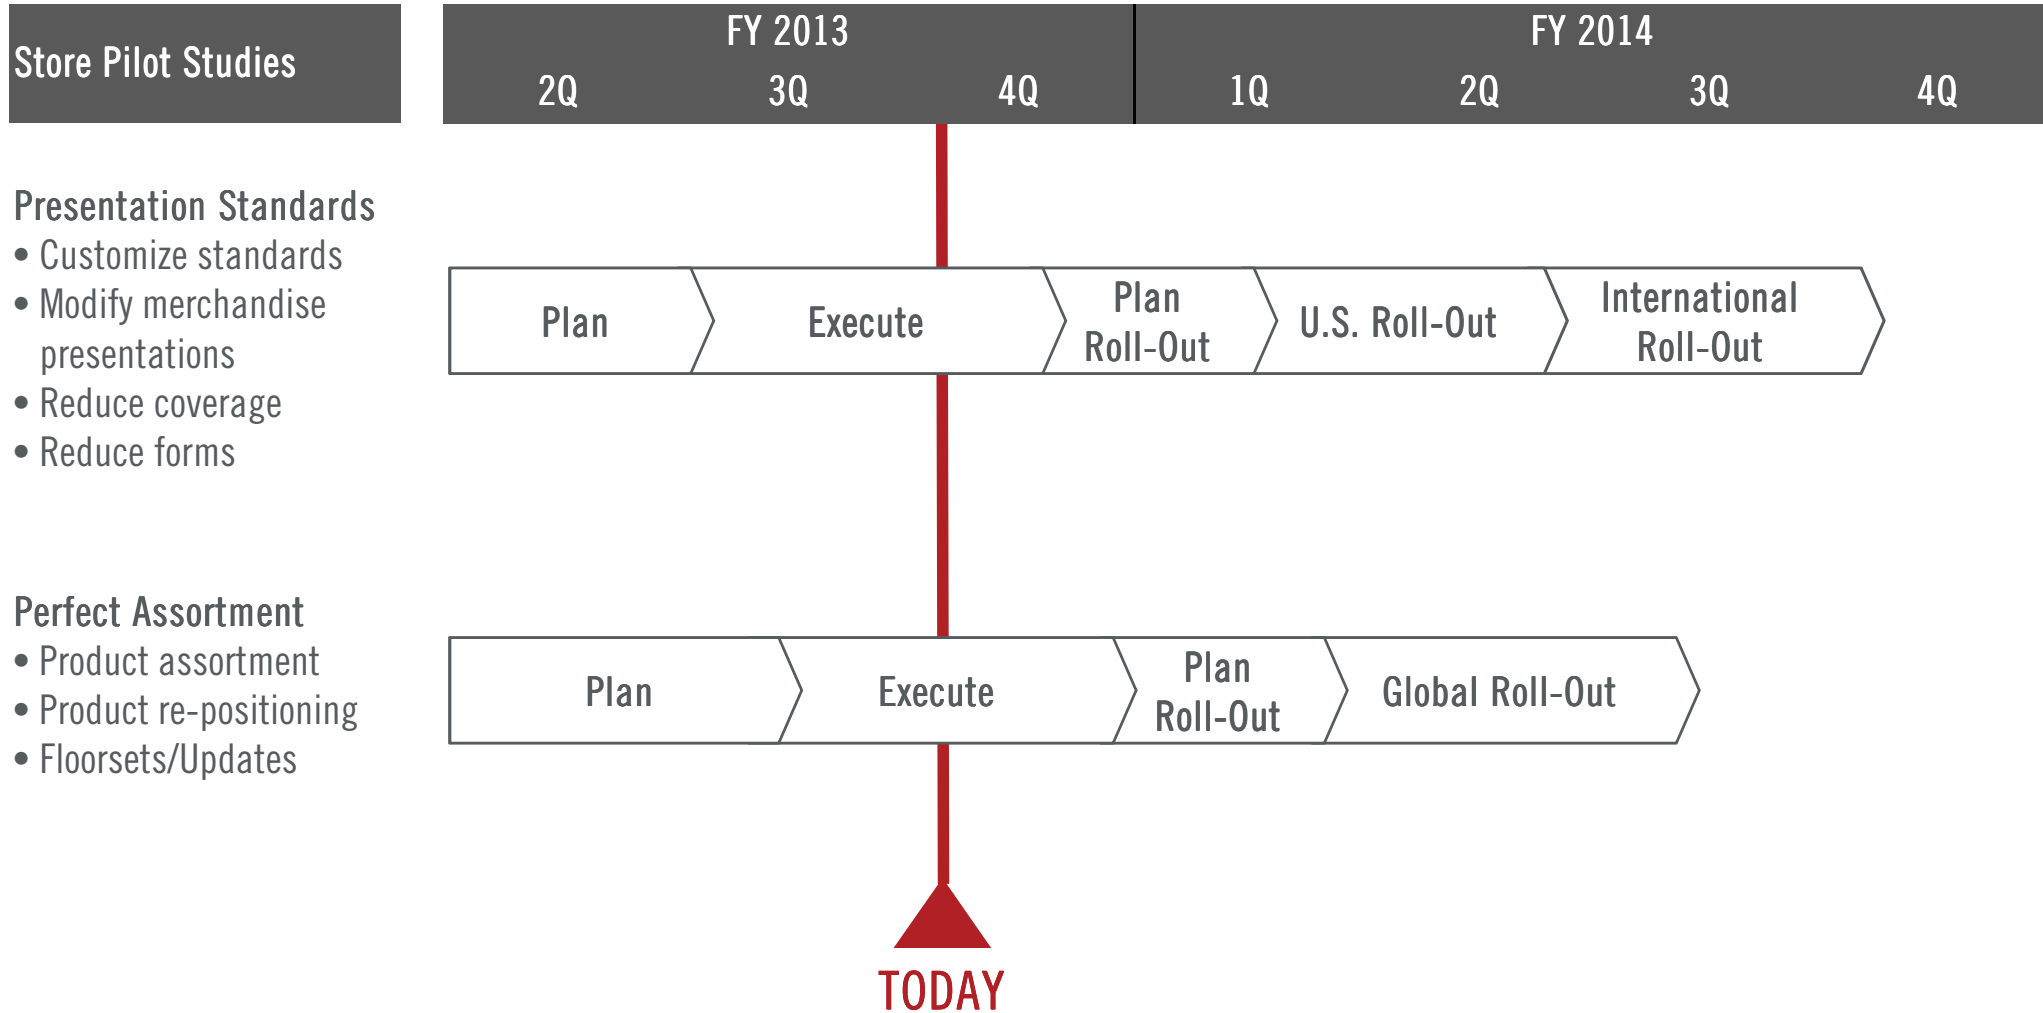 Store Pilot Studies
FY 2013
FY 2014
2Q
3Q
4Q
1Q
2Q
3Q
4Q
Presentation Standards
• Customize standards
• Modify merchandise
presentations
• Reduce coverage
• Reduce forms
Plan
Execute
Plan
Roll-Out
U.S. Roll-Out
International
Roll-Out
Perfect Assortment
• Product assortment
• Product re-positioning
• Floorsets/Updates
Plan
Execute
Plan
Roll-Out
Global Roll-Out
TODAY